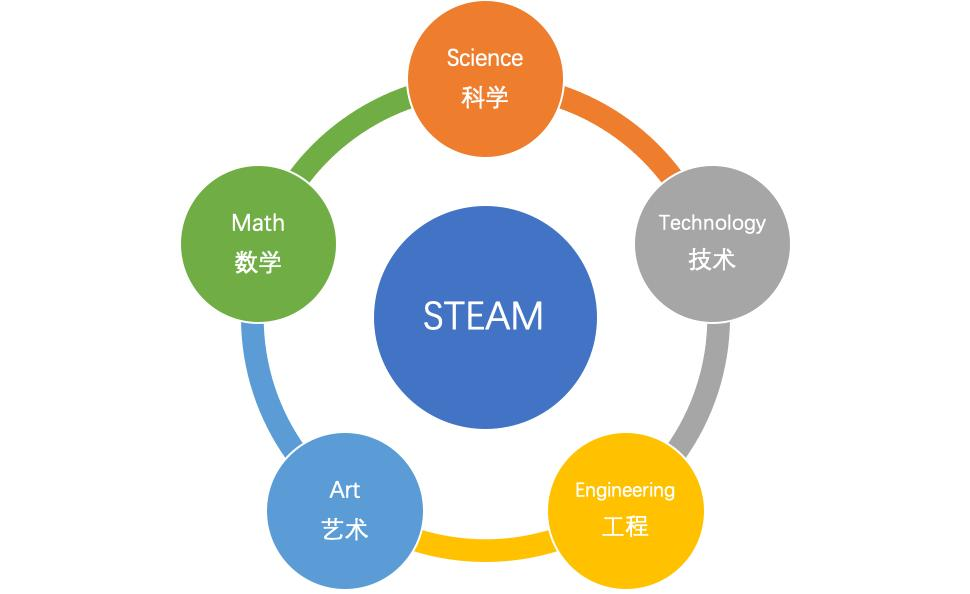 Science
科学
Math
数学
Technology
技术
STEAM
Art
艺术
Engineering
工程